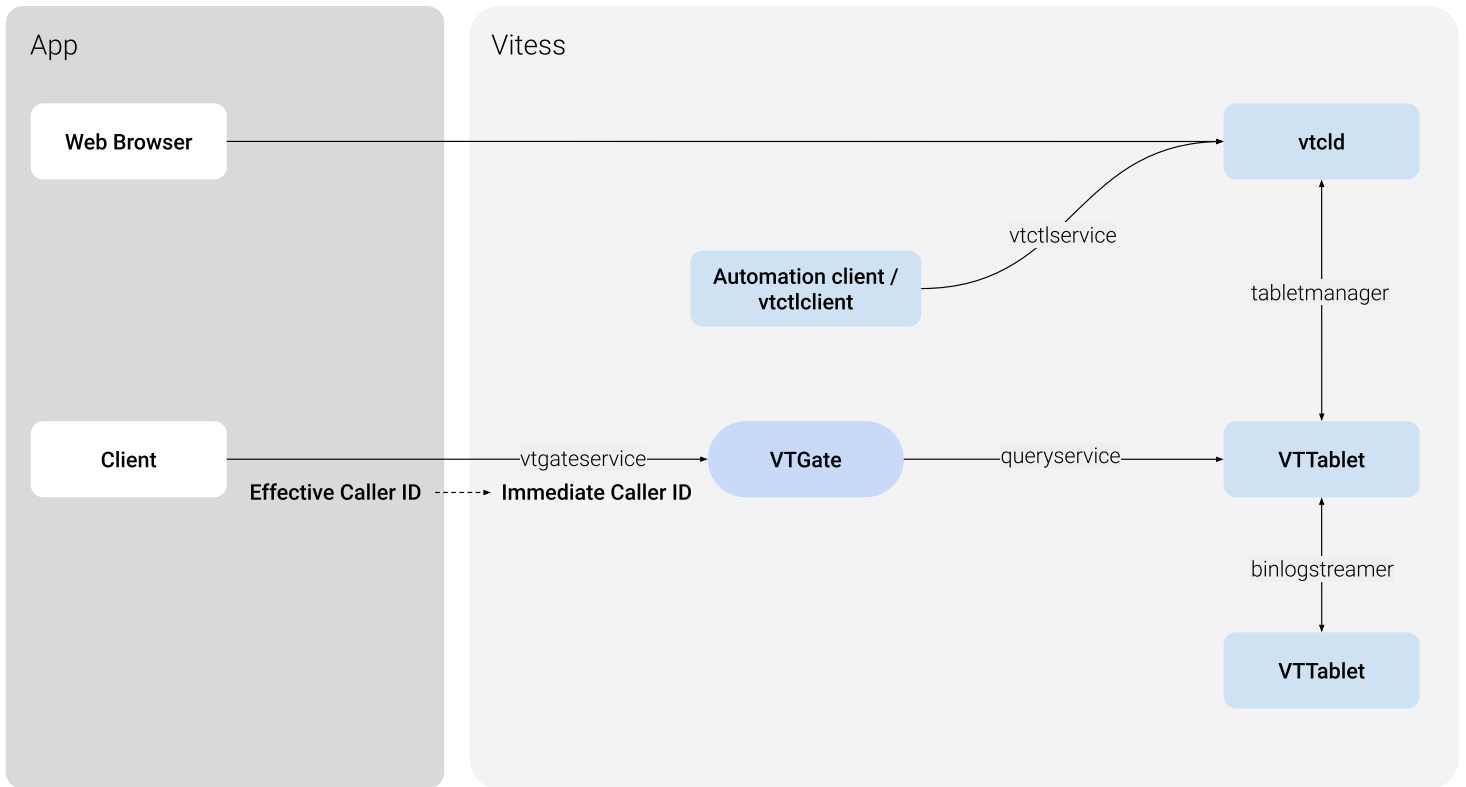 App
Vitess
Web Browser
vtcld
vtctlservice
Automation client /
vtctlclient
tabletmanager
Client
vtgateservice
VTGate
queryservice
VTTablet
Effective Caller ID
Immediate Caller ID
binlogstreamer
VTTablet